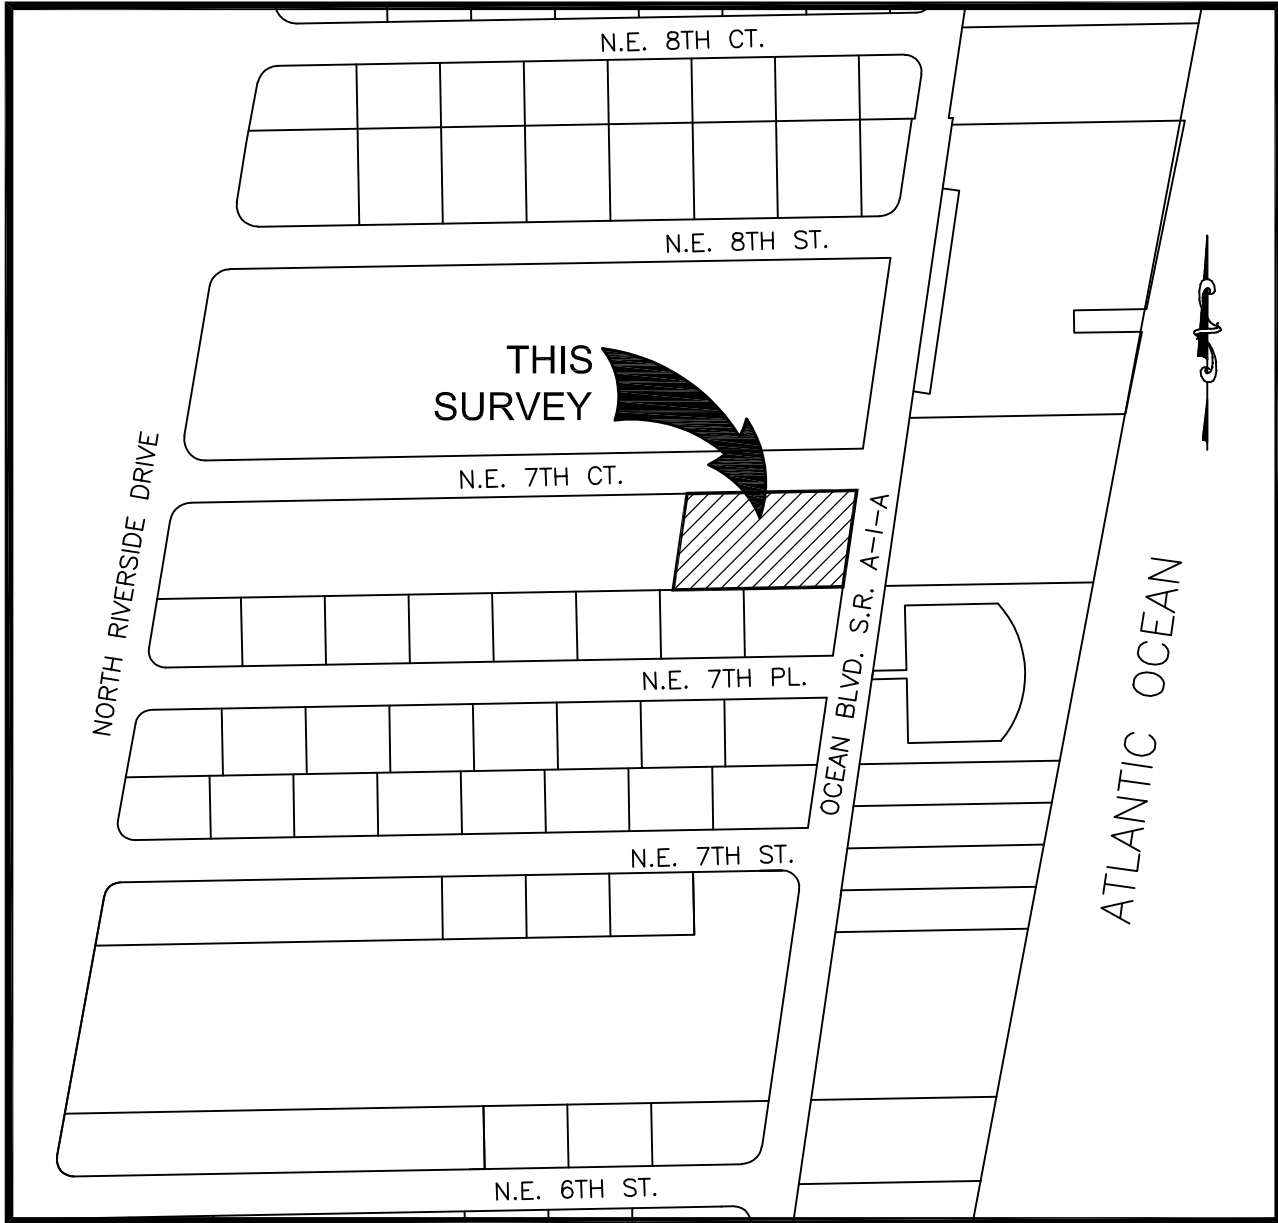 N.E. 8TH CT.
N.E. 8TH ST.
THIS
SURVEY
N.E. 7TH CT.
NORTH RIVERSIDE DRIVE
OCEAN BLVD. S.R. A-1-A
ATLANTIC OCEAN
N.E. 7TH PL.
N.E. 7TH ST.
N.E. 6TH ST.